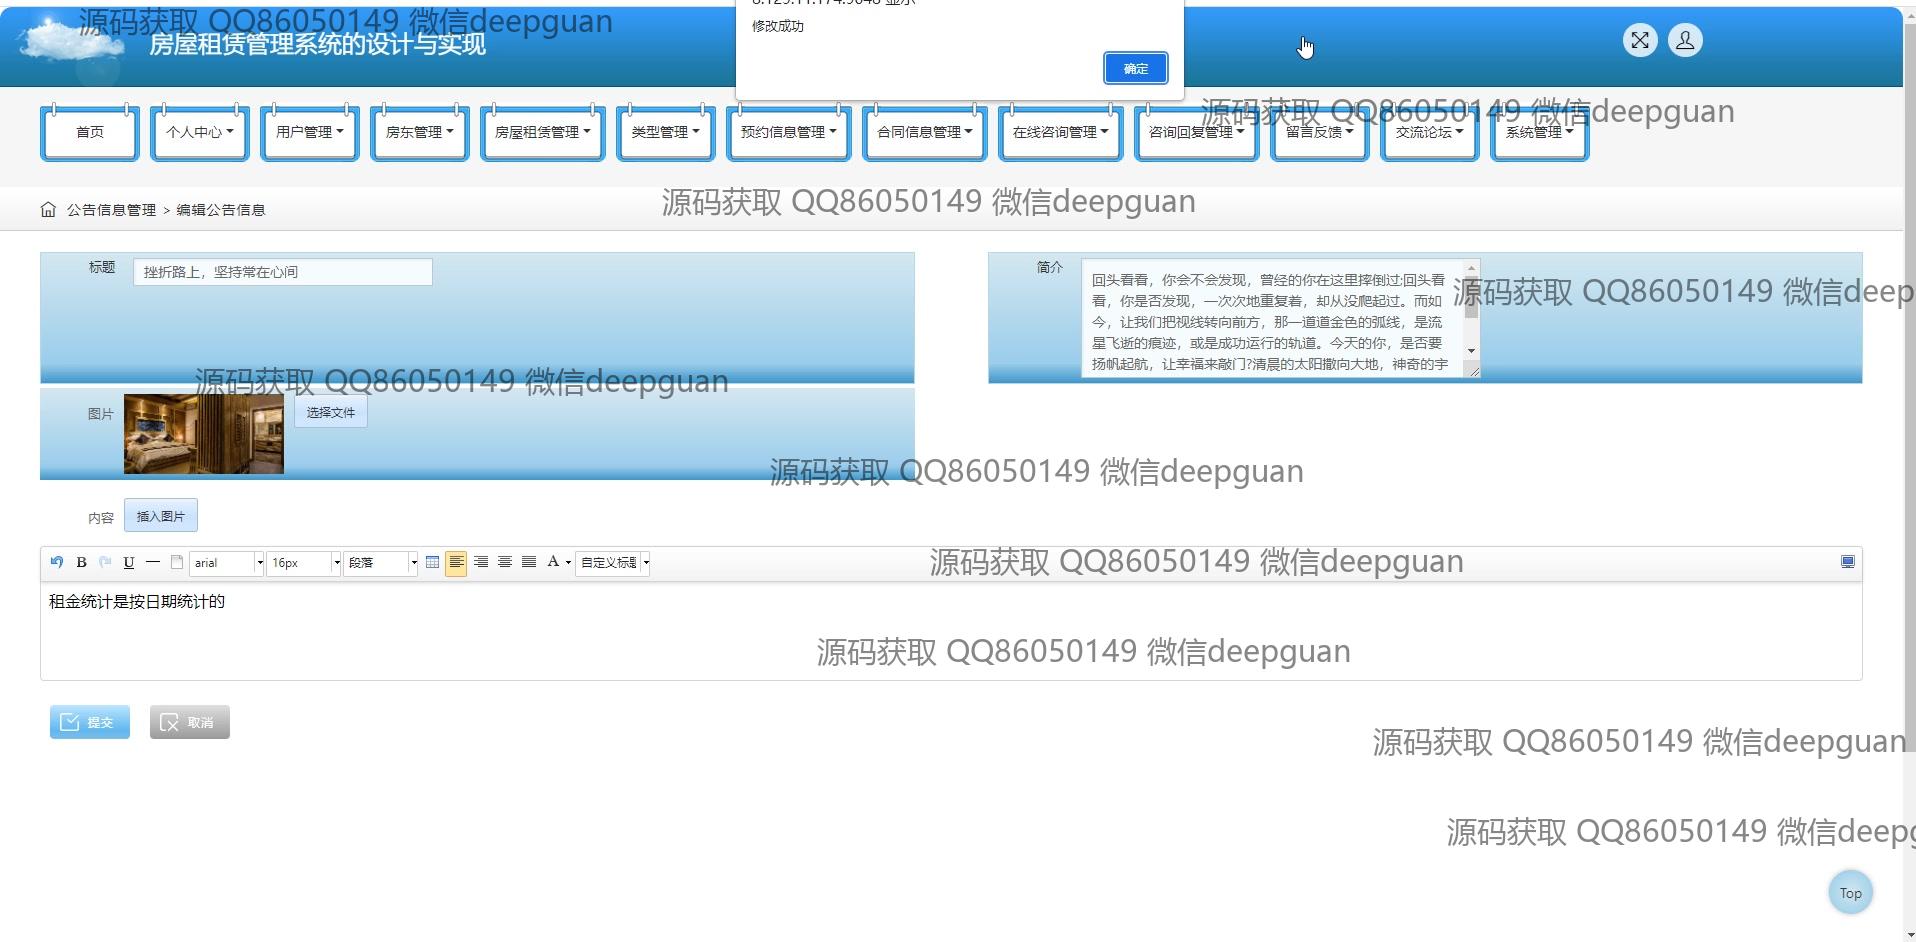 修改成功
确定
房屋租赁管理系统的设计与实现
源码获取 QQ86050149 微信deepguan
首页
个人中心
用户管理
房东管理
房屋租赁管理
类型管理
预约信息管理
合同信息管理
在线咨询管理
咨询回复管理
留言反馈
交流论坛
系统管理
源码获取 QQ86050149 微信deepguan
源码获取 QQ86050149 微信deepguan
公告信息管理 > 编辑公告信息
标题
挫折路上，坚持常在心间
简介
回头看看，你会不会发现，曾经的你在这里摔倒过;回头看
看，你是否发现，一次次地重复着，却从没爬起过。而如
今，让我们把视线转向前方，那一道道金色的弧线，是流
星飞逝的痕迹，或是成功运行的轨道。今天的你，是否要
扬帆起航，让幸福来敲门?清晨的太阳撒向大地，神奇的宇
源码获取 QQ86050149 微信deep
源码获取 QQ86050149 微信deepguan
图片
选择文件
源码获取 QQ86050149 微信deepguan
内容
插入图片
B
U
arial
16px
段落
A
自定义标题
源码获取 QQ86050149 微信deepguan
租金统计是按日期统计的
源码获取 QQ86050149 微信deepguan
提交
取消
源码获取 QQ86050149 微信deepguan
源码获取 QQ86050149 微信deepg
Top